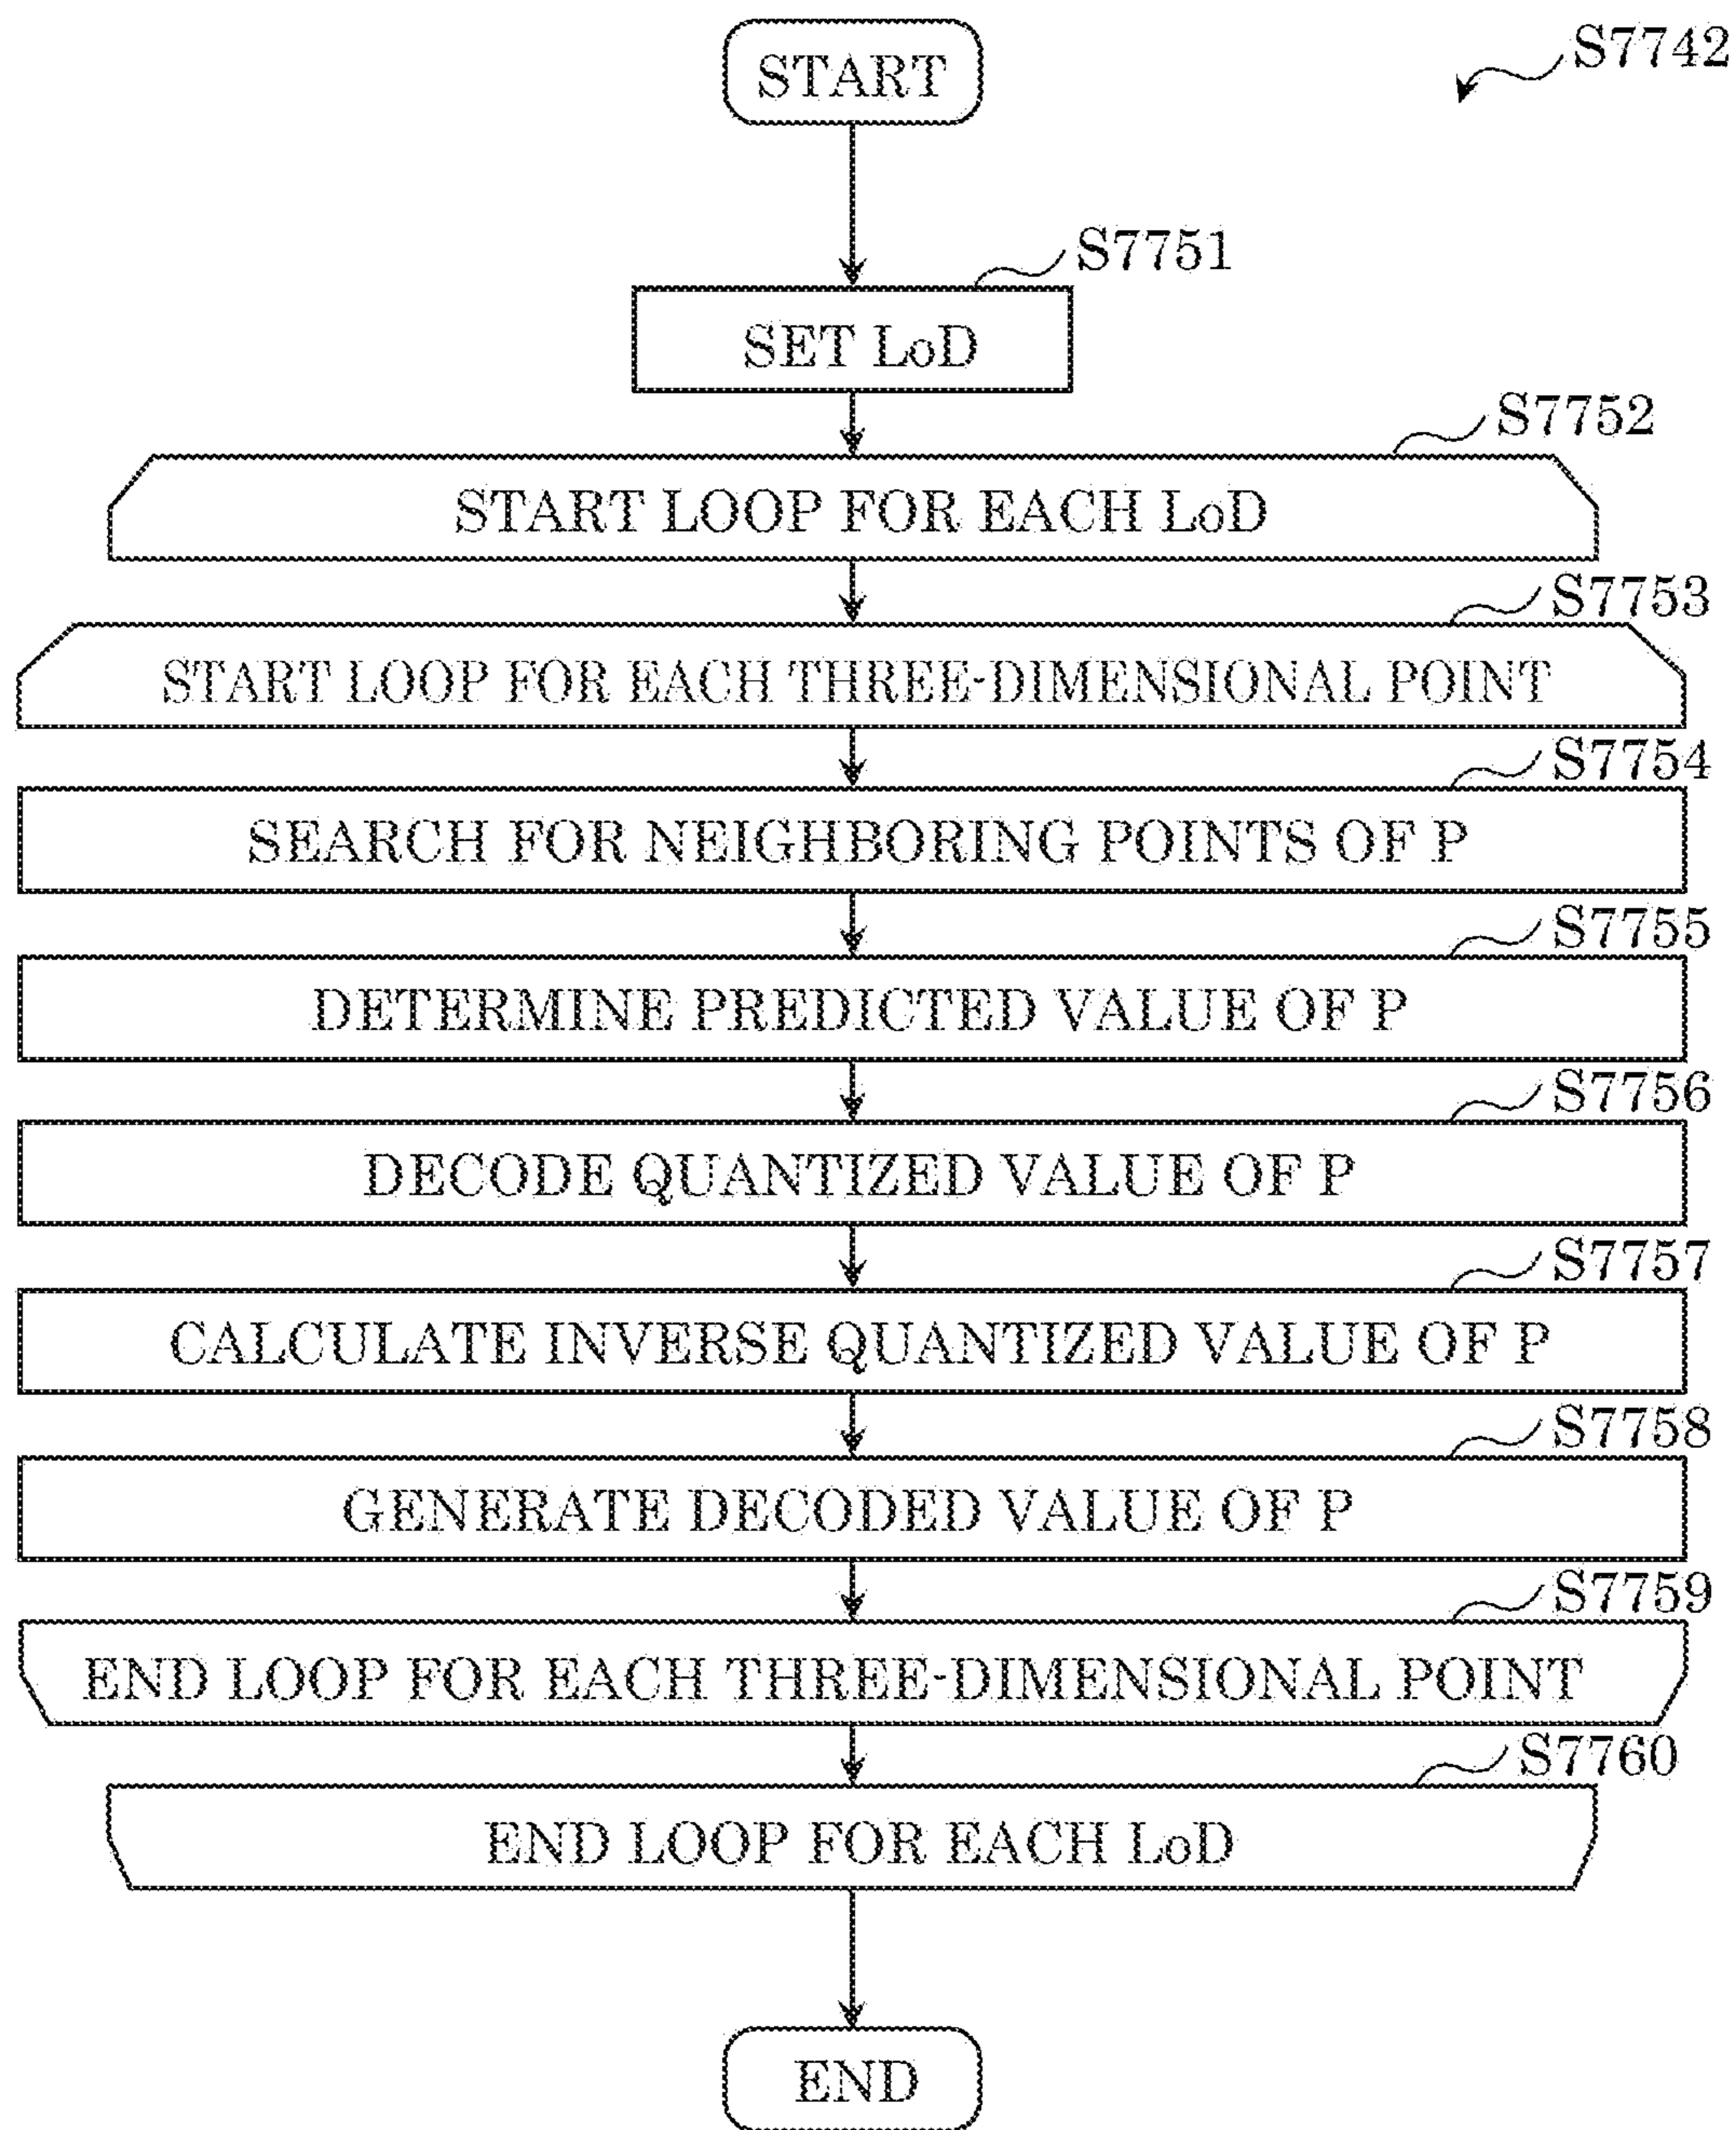 START
S7742
S7751
SET LoD
S7752
START LOOP FOR EACH LoD
S7753
START LOOP FOR EACH THREE-DIMENSIONAL POINT
S7754
SEARCH FOR NEIGHBORING POINTS OF P
S7755
DETERMINE PREDICTED VALUE OF P
S7756
DECODE QUANTIZED VALUE OF P
S7757
CALCULATE INVERSE QUANTIZED VALUE OF P
S7758
GENERATE DECODED VALUE OF P
S7759
END LOOP FOR EACH THREE-DIMENSIONAL POINT
S7760
END LOOP FOR EACH LoD
END